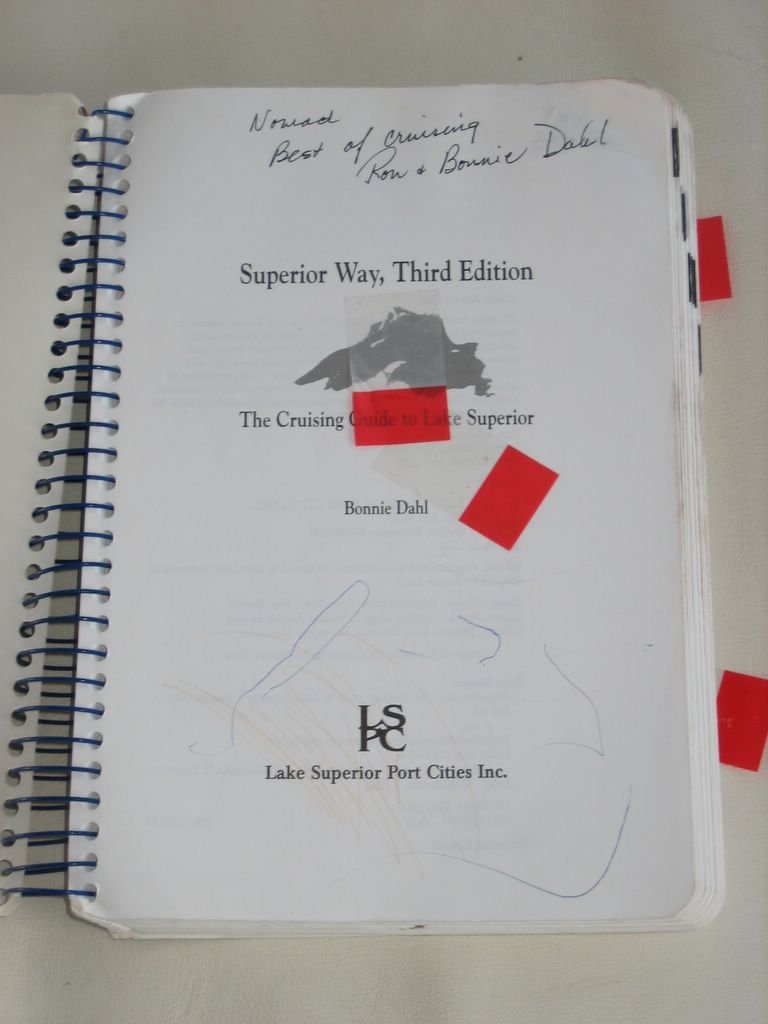 Nomad
Best of cruising
Ron & Bonnie Dahl
Superior Way, Third Edition
The Cruising Guide to Lake Superior
Bonnie Dahl
LSPC
Lake Superior Port Cities Inc.